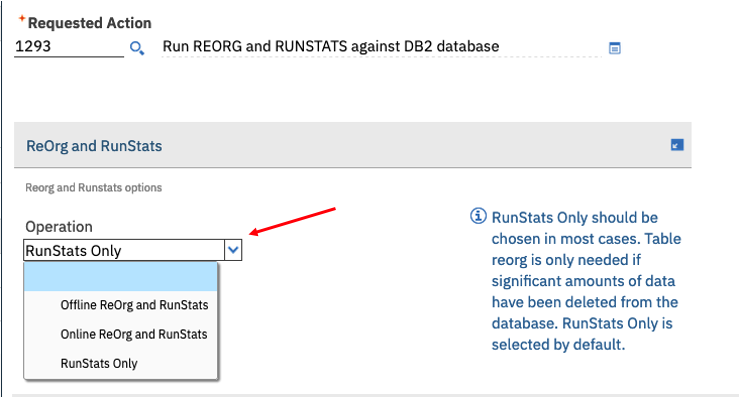 *Requested Action
1293
Run REORG and RUNSTATS against DB2 database
ReOrg and RunStats
Reorg and Runstats options
Operation
RunStats Only
Offline ReOrg and RunStats
Online ReOrg and RunStats
RunStats Only
RunStats Only should be
chosen in most cases. Table
reorg is only needed if
significant amounts of data
have been deleted from the
database. RunStats Only is
selected by default.